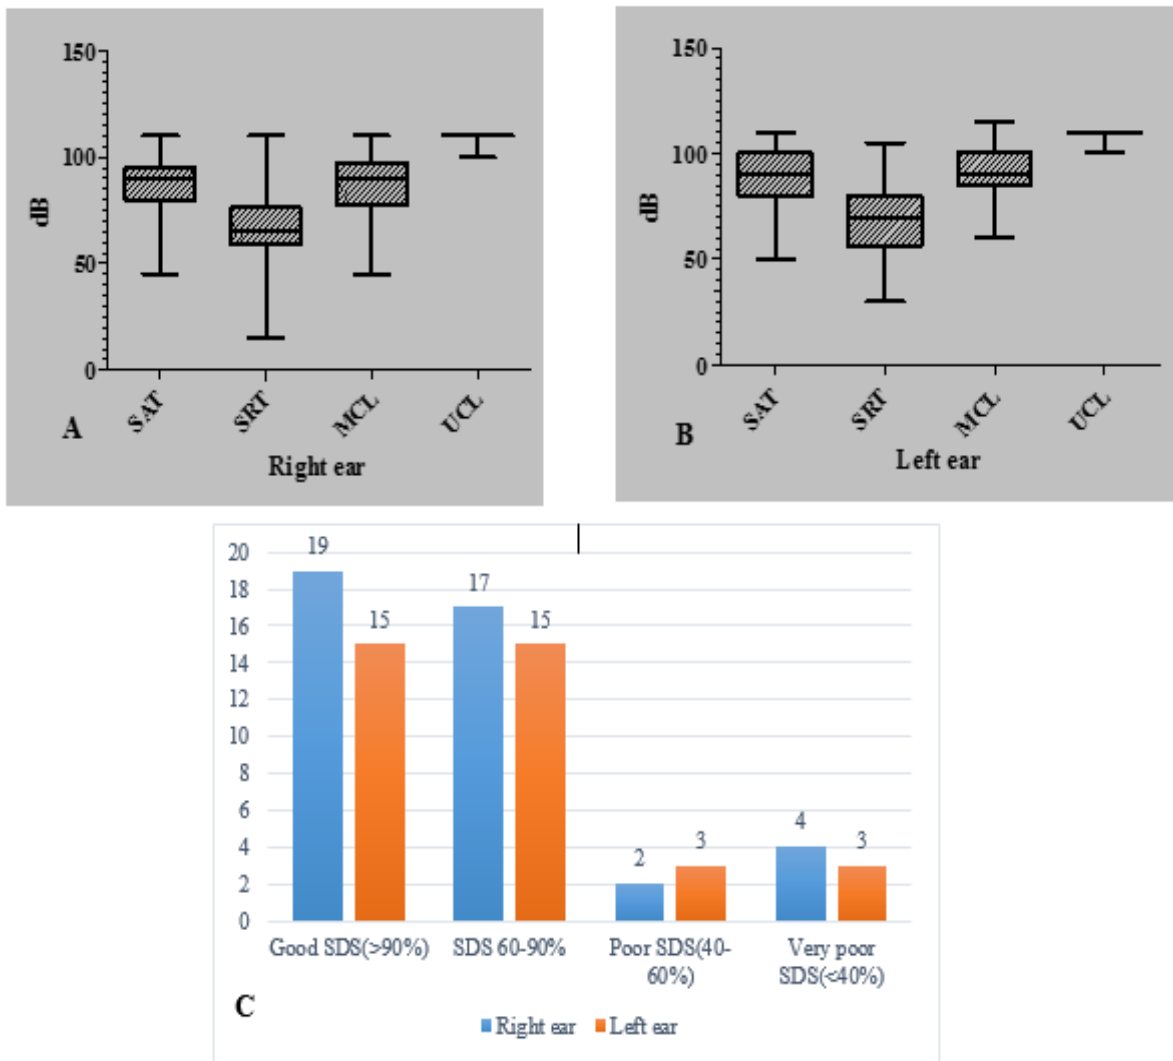 150
100
50
0
dB
SAT
SRT
MCL
UCL
A
Right ear
150
100
50
0
dB
SAT
SRT
MCL
UCL
B
Left ear
20
18
16
14
12
10
8
6
4
2
0
19
15
17
15
2
3
4
3
Good SDS(>90%)
SDS 60-90%
Poor SDS(40-
60%)
Very poor
SDS(<40%)
C
Right ear
Left ear